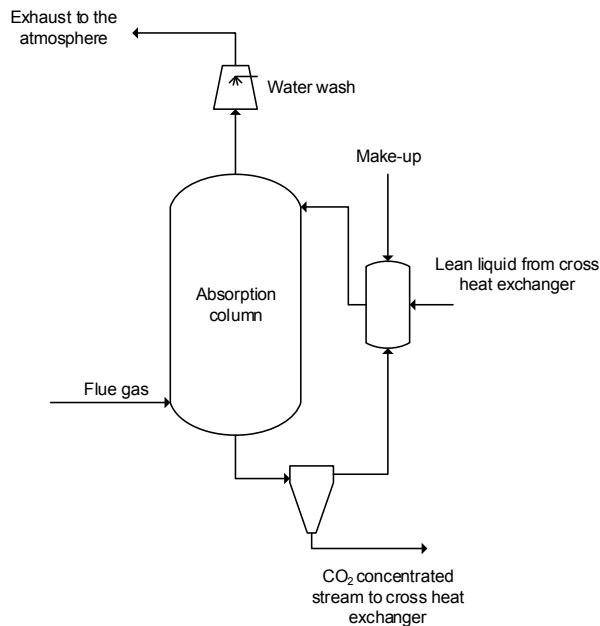 Exhaust to the
atmosphere
Water wash
Make-up
Lean liquid from cross
heat exchanger
Absorption
column
Flue gas
CO₂ concentrated
stream to cross heat
exchanger